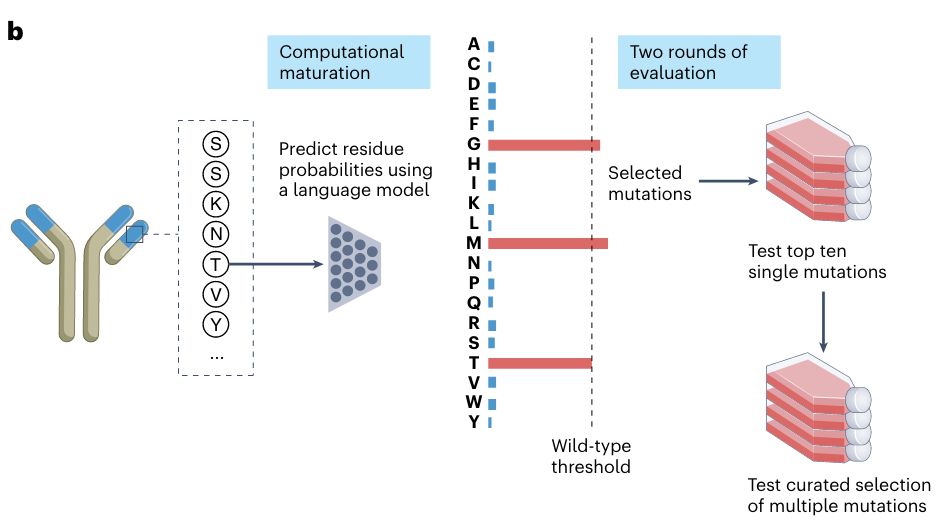 b
Computational
maturation
Two rounds of
evaluation
S
S
K
N
T
V
Y
...
Predict residue
probabilities using
a language model
A
C
D
E
F
G
H
I
K
L
M
N
P
Q
R
S
T
V
W
Y
Wild-type
threshold
Selected
mutations
Test top ten
single mutations
Test curated selection
of multiple mutations